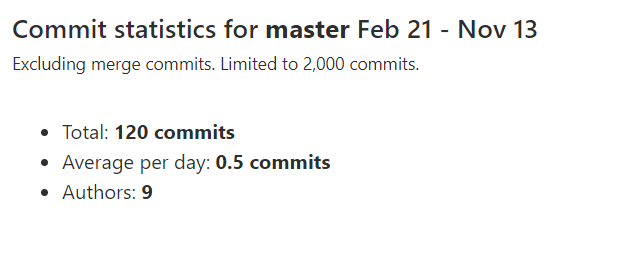 Commit statistics for master Feb 21 - Nov 13
Excluding merge commits. Limited to 2,000 commits.
• Total: 120 commits
• Average per day: 0.5 commits
• Authors: 9